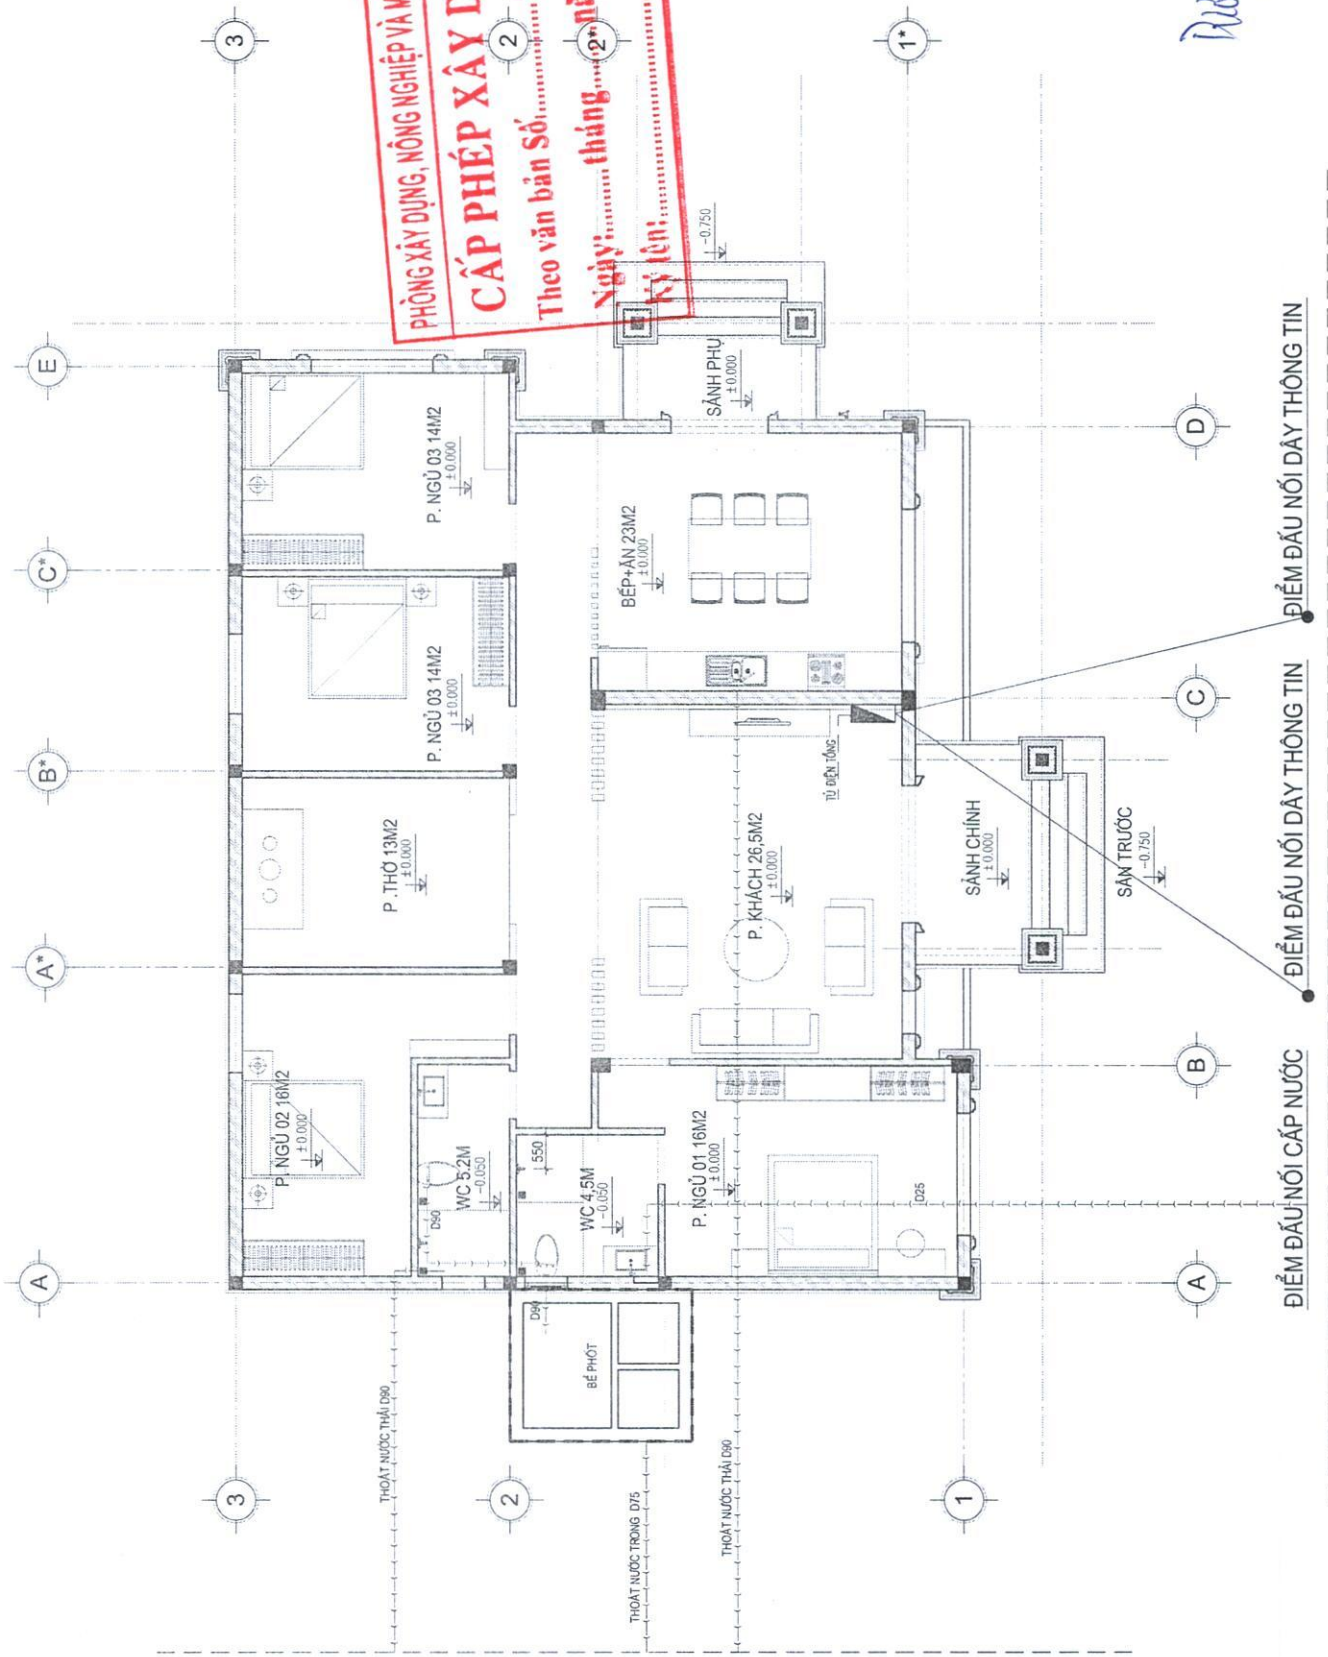 3
2
2*
1*
PHÒNG XÂY DỰNG, NÔNG NGHIỆP VÀ M
CẤP PHÉP XÂY D
Theo văn bản Số:
Ngày: tháng
Ký tên:
E
C*
B*
A*
A
D
C
B
A
3
2
1
P. NGỦ 03 14M2
±0.000
P. NGỦ 03 14M2
±0.000
P.THỜ 13M2
±0.000
P. NGỦ 02 16M2
±0.000
SẢNH PHỤ
±0.000
-0.750
BẾP+ĂN 23M2
±0.000
TỦ ĐIỆN TỔNG
P. KHÁCH 26,5M2
±0.000
SẢNH CHÍNH
±0.000
SÂN TRƯỚC
-0.750
WC 5.2M
-0.050
D90
550
WC 4,5M
-0.050
P. NGỦ 01 16M2
±0.000
D25
D90
BỂ PHỐT
THOÁT NƯỚC THẢI D90
THOÁT NƯỚC TRONG D75
THOÁT NƯỚC THẢI D90
ĐIỂM ĐẤU NỐI CẤP NƯỚC
ĐIỂM ĐẤU NỐI DÂY THÔNG TIN
ĐIỂM ĐẤU NỐI DÂY THÔNG TIN